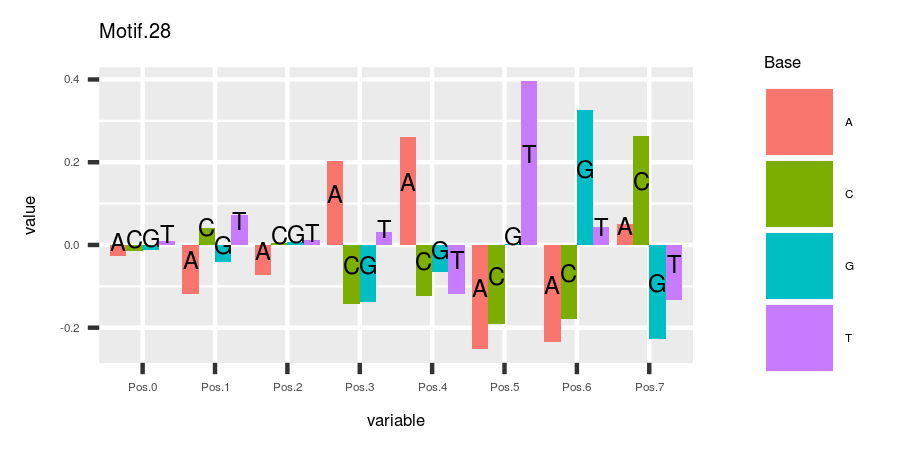 Motif.28
value
0.4
0.2
0.0
-0.2
A C G T A C G T A C G T A C G T A C G T A C G T A C G T A C G T
Pos.0 Pos.1 Pos.2 Pos.3 Pos.4 Pos.5 Pos.6 Pos.7
variable
Base
A
C
G
T